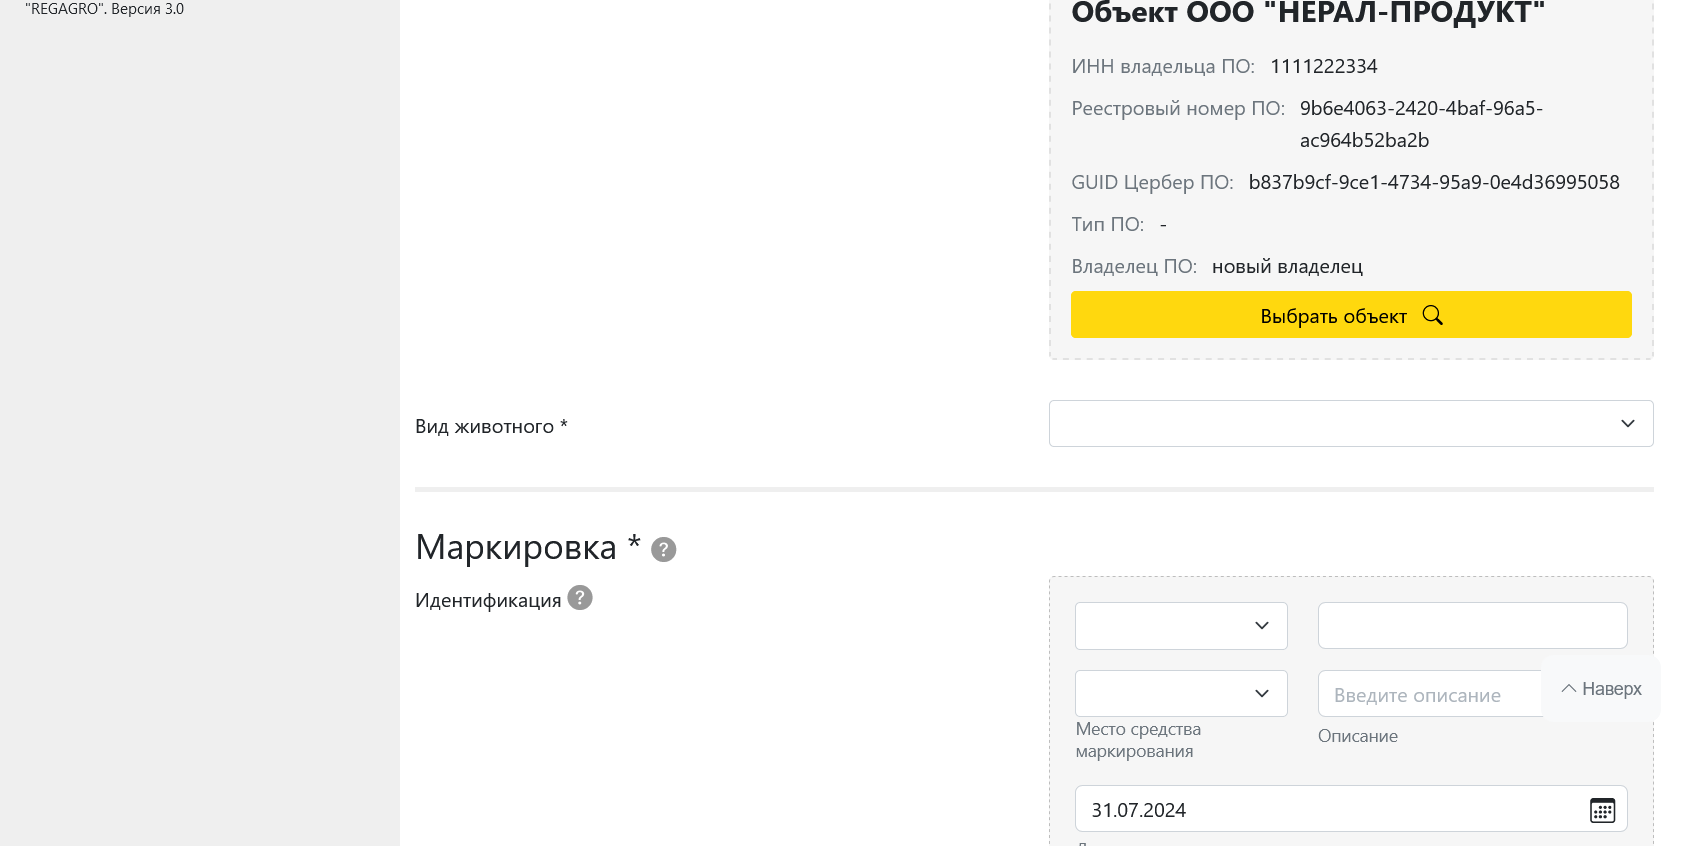 "REGAGRO". Версия 3.0
Объект ООО "НЕРАЛ-ПРОДУКТ"
ИНН владельца ПО: 1111222334
Реестровый номер ПО: 9b6e4063-2420-4baf-96a5-
ac964b52ba2b
GUID Цербер ПО: b837b9cf-9ce1-4734-95a9-0e4d36995058
Тип ПО: -
Владелец ПО: новый владелец
Выбрать объект
Вид животного *
Маркировка * ?
Идентификация ?
Введите описание
Наверх
Место средства
маркирования
Описание
31.07.2024